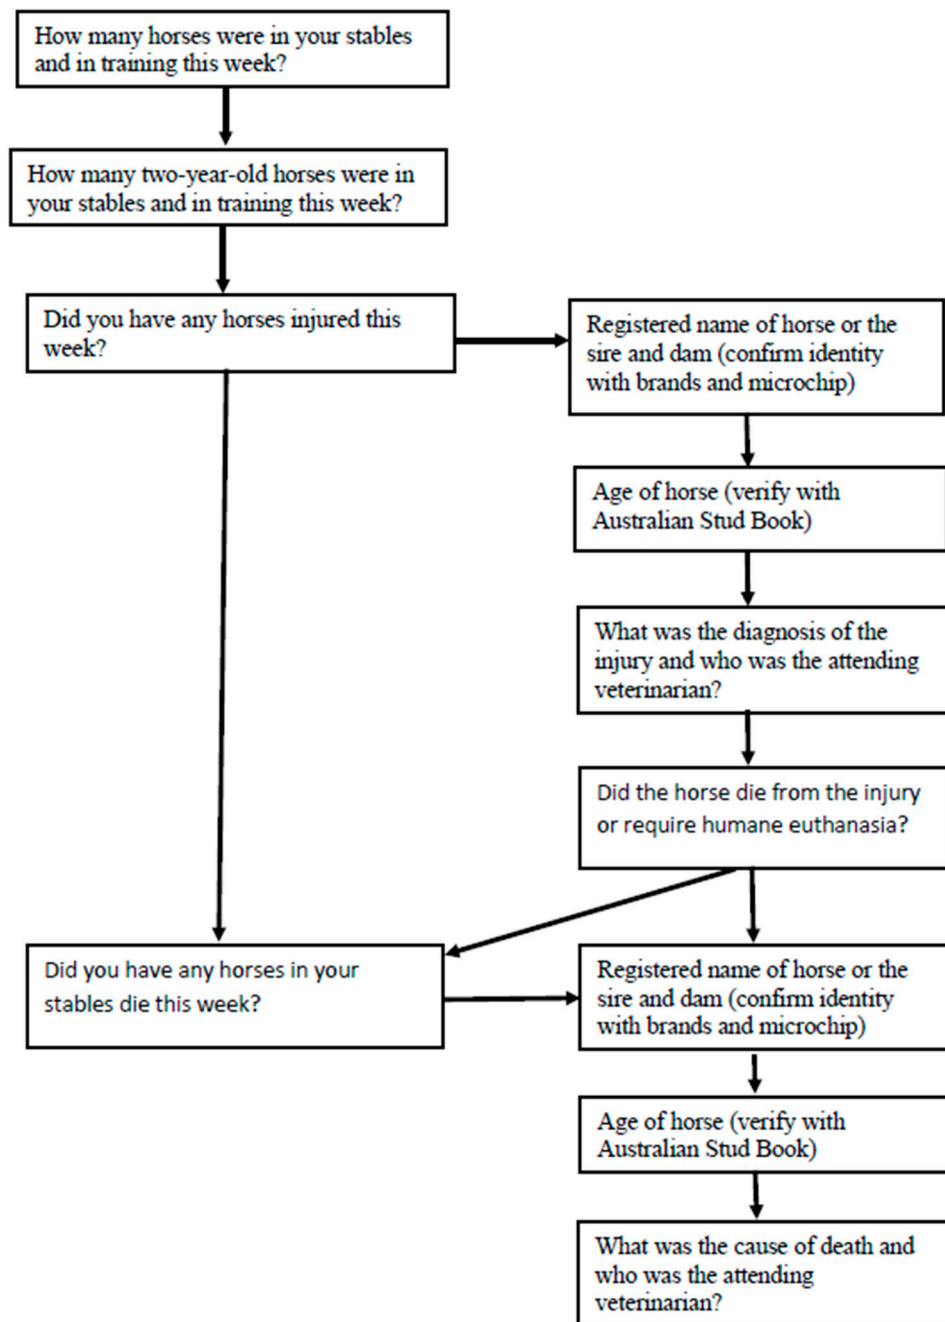 How many horses were in your stables
and in training this week?
How many two-year-old horses were in
your stables and in training this week?
Did you have any horses injured this
week?
Registered name of horse or the
sire and dam (confirm identity
with brands and microchip)
Age of horse (verify with
Australian Stud Book)
What was the diagnosis of the
injury and who was the attending
veterinarian?
Did the horse die from the injury
or require humane euthanasia?
Did you have any horses in your
stables die this week?
Registered name of horse or the
sire and dam (confirm identity
with brands and microchip)
Age of horse (verify with
Australian Stud Book)
What was the cause of death and
who was the attending
veterinarian?